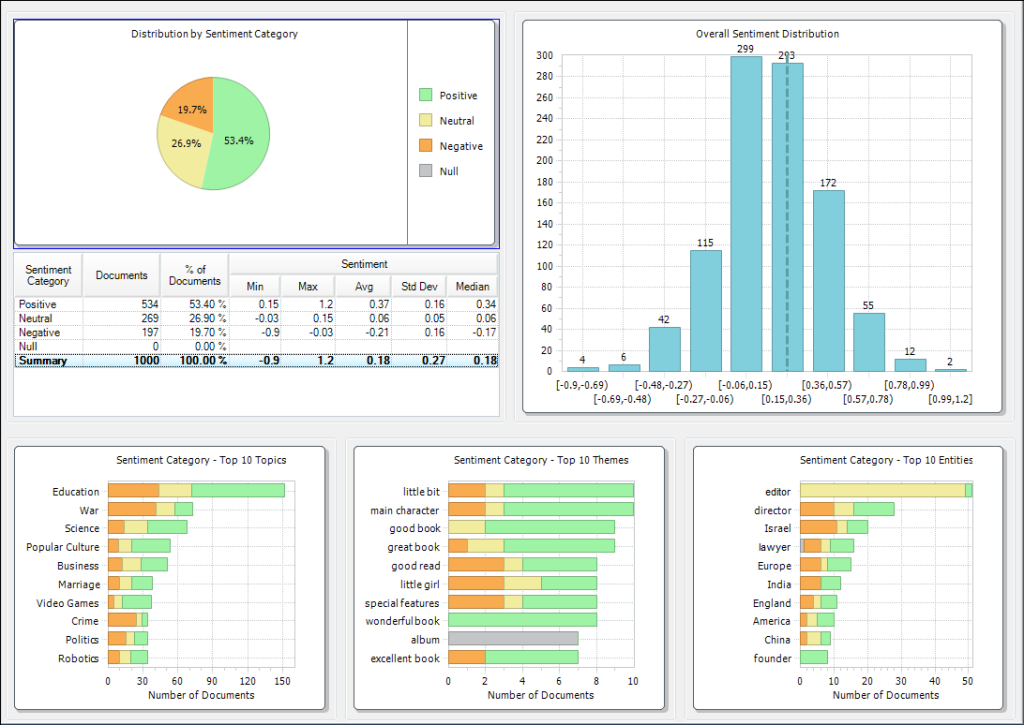 Distribution by Sentiment Category
19.7%
53.4%
26.9%
Positive
Neutral
Negative
Null
Sentiment Category Documents % of Documents Sentiment
Min Max Avg Std Dev Median
Positive 534 53.40 % 0.15 1.2 0.37 0.16 0.34
Neutral 269 26.90 % -0.03 0.15 0.06 0.05 0.06
Negative 197 19.70 % -0.9 -0.03 -0.21 0.16 -0.17
Null 0 0.00 %
Summary 1000 100.00 % -0.9 1.2 0.18 0.27 0.18
Overall Sentiment Distribution
300
280
260
240
220
200
180
160
140
120
100
80
60
40
20
0
4 6 42 115 299 293 172 55 12 2
[-0.9,-0.69) [-0.48,-0.27) [-0.06,0.15) [0.36,0.57) [0.78,0.99)
[-0.69,-0.48) [-0.27,-0.06) [0.15,0.36) [0.57,0.78) [0.99,1.2]
Sentiment Category - Top 10 Topics
Education
War
Science
Popular Culture
Business
Marriage
Video Games
Crime
Politics
Robotics
0 30 60 90 120 150
Number of Documents
Sentiment Category - Top 10 Themes
little bit
main character
good book
great book
good read
little girl
special features
wonderful book
album
excellent book
0 2 4 6 8 10
Number of Documents
Sentiment Category - Top 10 Entities
editor
director
Israel
lawyer
Europe
India
England
America
China
founder
0 10 20 30 40 50
Number of Documents